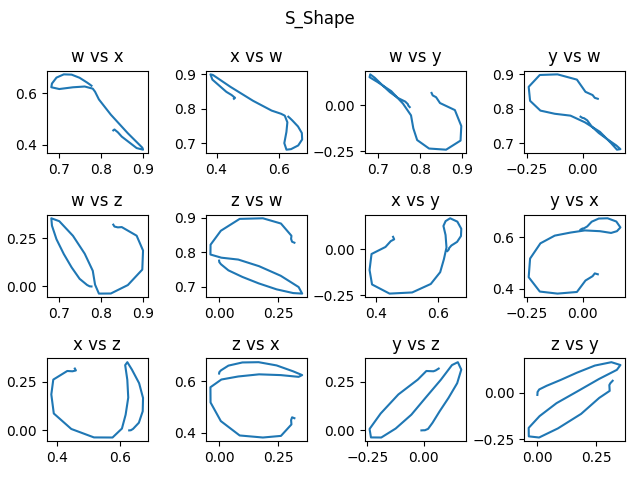 S_Shape
w vs x
x vs w
w vs y
y vs w
0.6
0.4
0.7 0.8 0.9
0.9
0.8
0.7
0.4 0.6
0.00
−0.25
0.7 0.8 0.9
0.9
0.8
0.7
−0.25 0.00
w vs z
z vs w
x vs y
y vs x
0.25
0.00
0.7 0.8 0.9
0.9
0.8
0.7
0.00 0.25
0.00
−0.25
0.4 0.6
0.6
0.4
−0.25 0.00
x vs z
z vs x
y vs z
z vs y
0.25
0.00
0.4 0.6
0.6
0.4
0.00 0.25
0.25
0.00
−0.25 0.00
0.00
−0.25
0.00 0.25